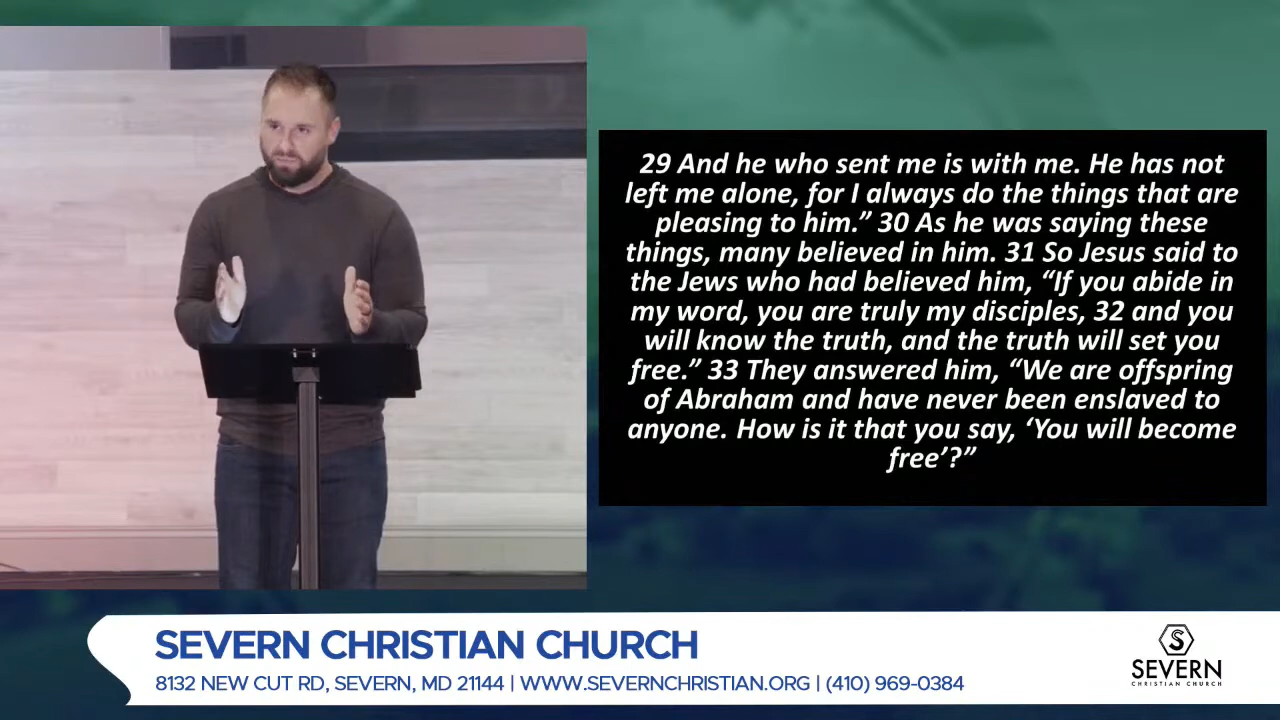 29 And he who sent me is with me. He has not
left me alone, for I always do the things that are
pleasing to him.” 30 As he was saying these
things, many believed in him. 31 So Jesus said to
the Jews who had believed him, “If you abide in
my word, you are truly my disciples, 32 and you
will know the truth, and the truth will set you
free.” 33 They answered him, “We are offspring
of Abraham and have never been enslaved to
anyone. How is it that you say, ‘You will become
free’?”
SEVERN CHRISTIAN CHURCH
8132 NEW CUT RD, SEVERN, MD 21144 | WWW.SEVERNCHRISTIAN.ORG | (410) 969-0384
S
SEVERN
CHRISTIAN CHURCH